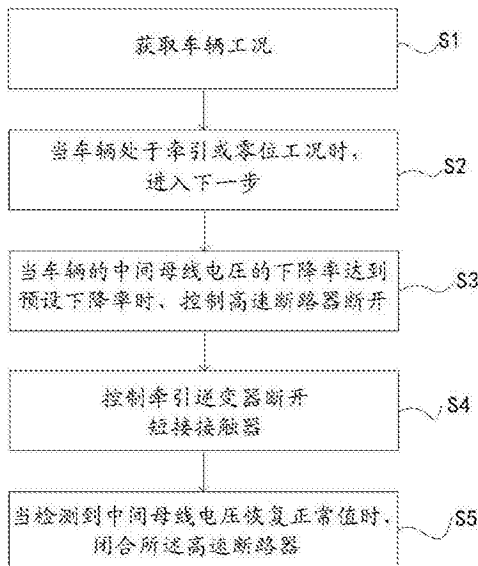 获取车辆工况
S1
当车辆处于牵引或零位工况时，
进入下一步
S2
当车辆的中间母线电压的下降率达到
预设下降率时、控制高速断路器断开
S3
控制牵引逆变器断开
短接接触器
S4
当检测到中间母线电压恢复正常值时，
闭合所述高速断路器
S5